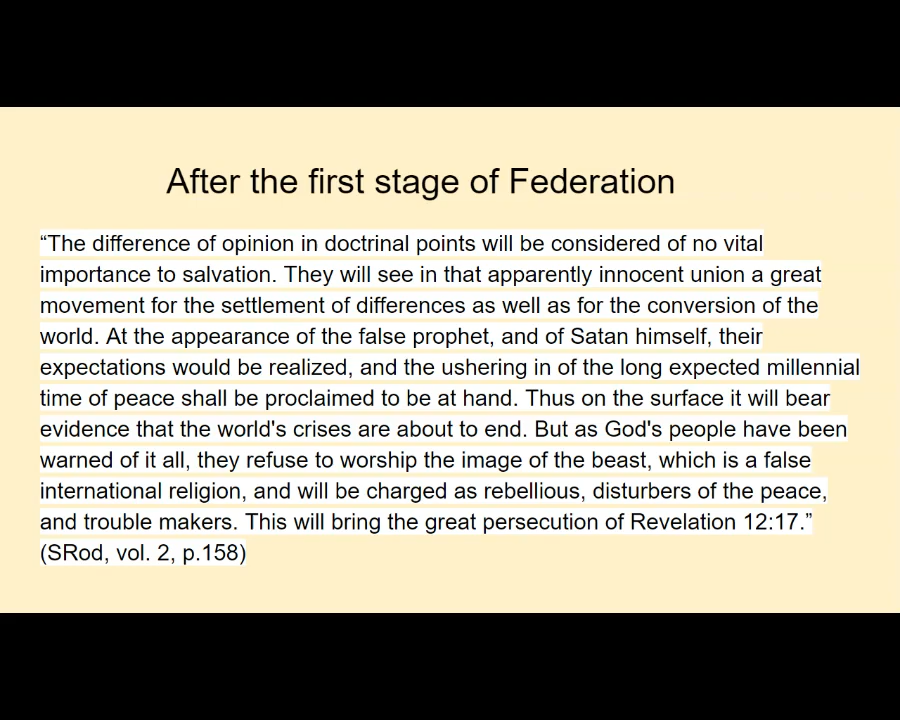 After the first stage of Federation
“The difference of opinion in doctrinal points will be considered of no vital
importance to salvation. They will see in that apparently innocent union a great
movement for the settlement of differences as well as for the conversion of the
world. At the appearance of the false prophet, and of Satan himself, their
expectations would be realized, and the ushering in of the long expected millennial
time of peace shall be proclaimed to be at hand. Thus on the surface it will bear
evidence that the world's crises are about to end. But as God's people have been
warned of it all, they refuse to worship the image of the beast, which is a false
international religion, and will be charged as rebellious, disturbers of the peace,
and trouble makers. This will bring the great persecution of Revelation 12:17.”
(SRod, vol. 2, p.158)